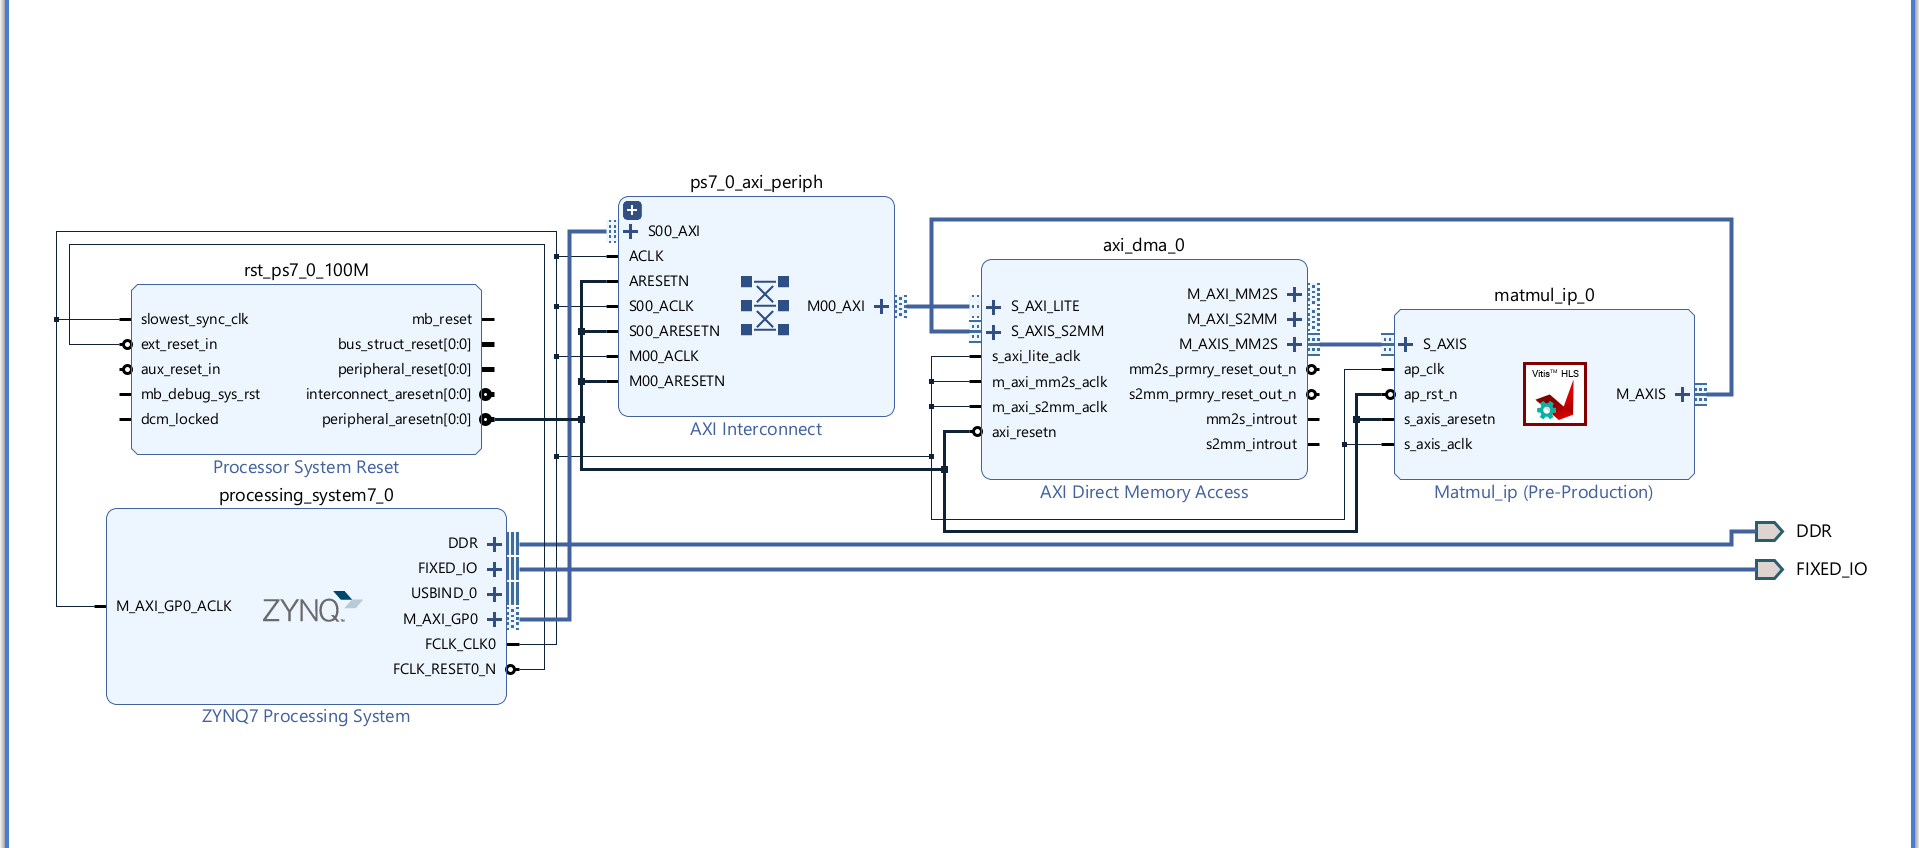 ps7_0_axi_periph
S00_AXI
ACLK
ARESETN
S00_ACLK
M00_AXI
S00_ARESETN
M00_ACLK
M00_ARESETN
AXI Interconnect
rst_ps7_0_100M
slowest_sync_clk
mb_reset
ext_reset_in
bus_struct_reset[0:0]
aux_reset_in
peripheral_reset[0:0]
mb_debug_sys_rst
interconnect_aresetn[0:0]
dcm_locked
peripheral_aresetn[0:0]
Processor System Reset
axi_dma_0
M_AXI_MM2S
S_AXI_LITE
M_AXI_S2MM
S_AXIS_S2MM
M_AXIS_MM2S
s_axi_lite_aclk
mm2s_prmry_reset_out_n
m_axi_mm2s_aclk
s2mm_prmry_reset_out_n
m_axi_s2mm_aclk
mm2s_introut
axi_resetn
s2mm_introut
AXI Direct Memory Access
matmul_ip_0
S_AXIS
ap_clk
Vitis™ HLS
ap_rst_n
M_AXIS
s_axis_aresetn
s_axis_aclk
Matmul_ip (Pre-Production)
processing_system7_0
DDR
FIXED_IO
USBIND_0
M_AXI_GP0_ACLK
ZYNQ™
M_AXI_GP0
FCLK_CLK0
FCLK_RESET0_N
ZYNQ7 Processing System
DDR
FIXED_IO